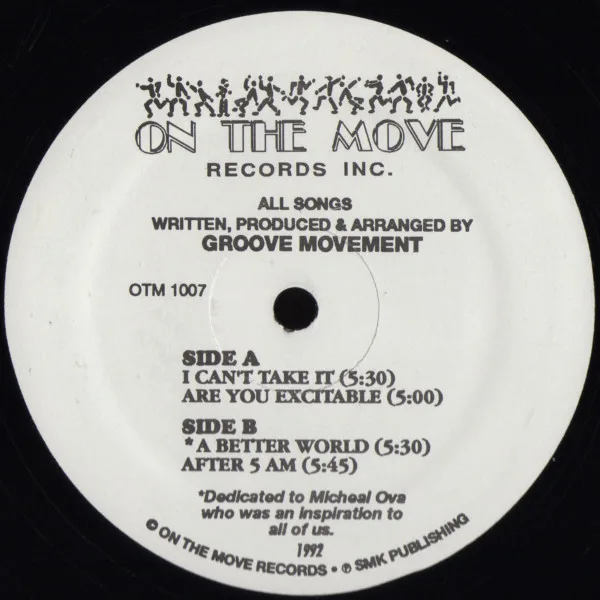 ON THE MOVE
RECORDS INC.
ALL SONGS
WRITTEN, PRODUCED & ARRANGED BY
GROOVE MOVEMENT
OTM 1007
SIDE A
I CAN'T TAKE IT (5:30)
ARE YOU EXCITABLE (5:00)
SIDE B
*A BETTER WORLD (5:30)
AFTER 5 AM (5:45)
*Dedicated to Micheal Ova
who was an inspiration to
all of us.
1992
© ON THE MOVE RECORDS • ℗ SMK PUBLISHING